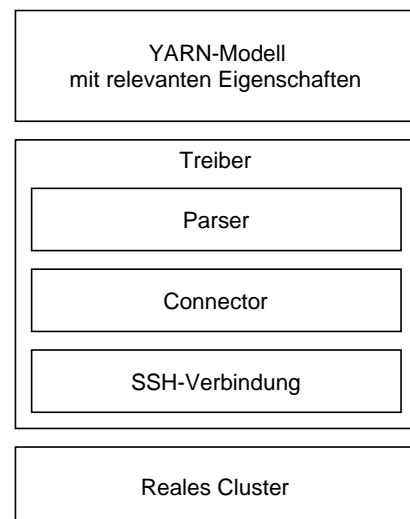 YARN-Modell
mit relevanten Eigenschaften
Treiber
Parser
Connector
SSH-Verbindung
Reales Cluster